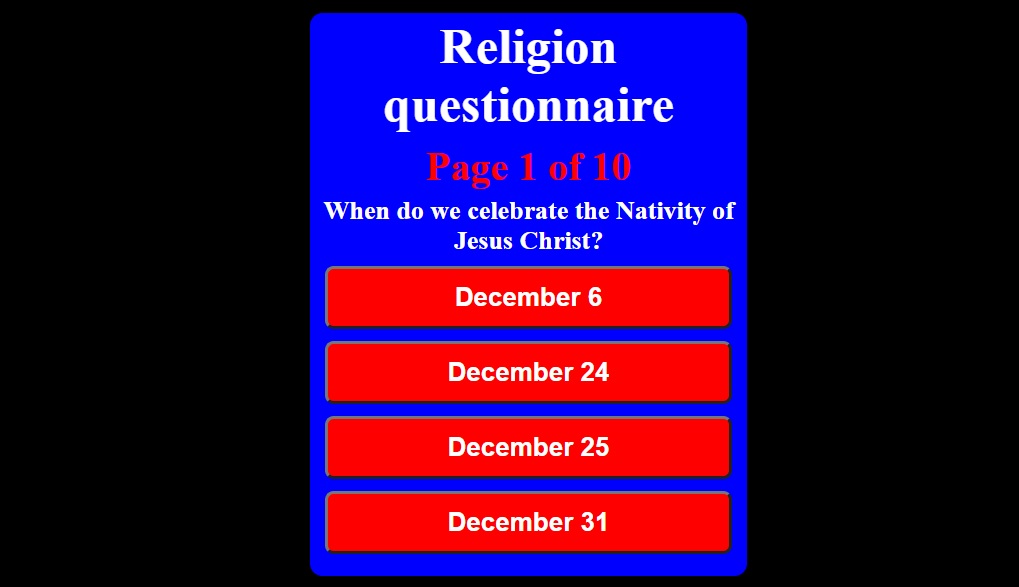 Religion
questionnaire
Page 1 of 10
When do we celebrate the Nativity of
Jesus Christ?
December 6
December 24
December 25
December 31